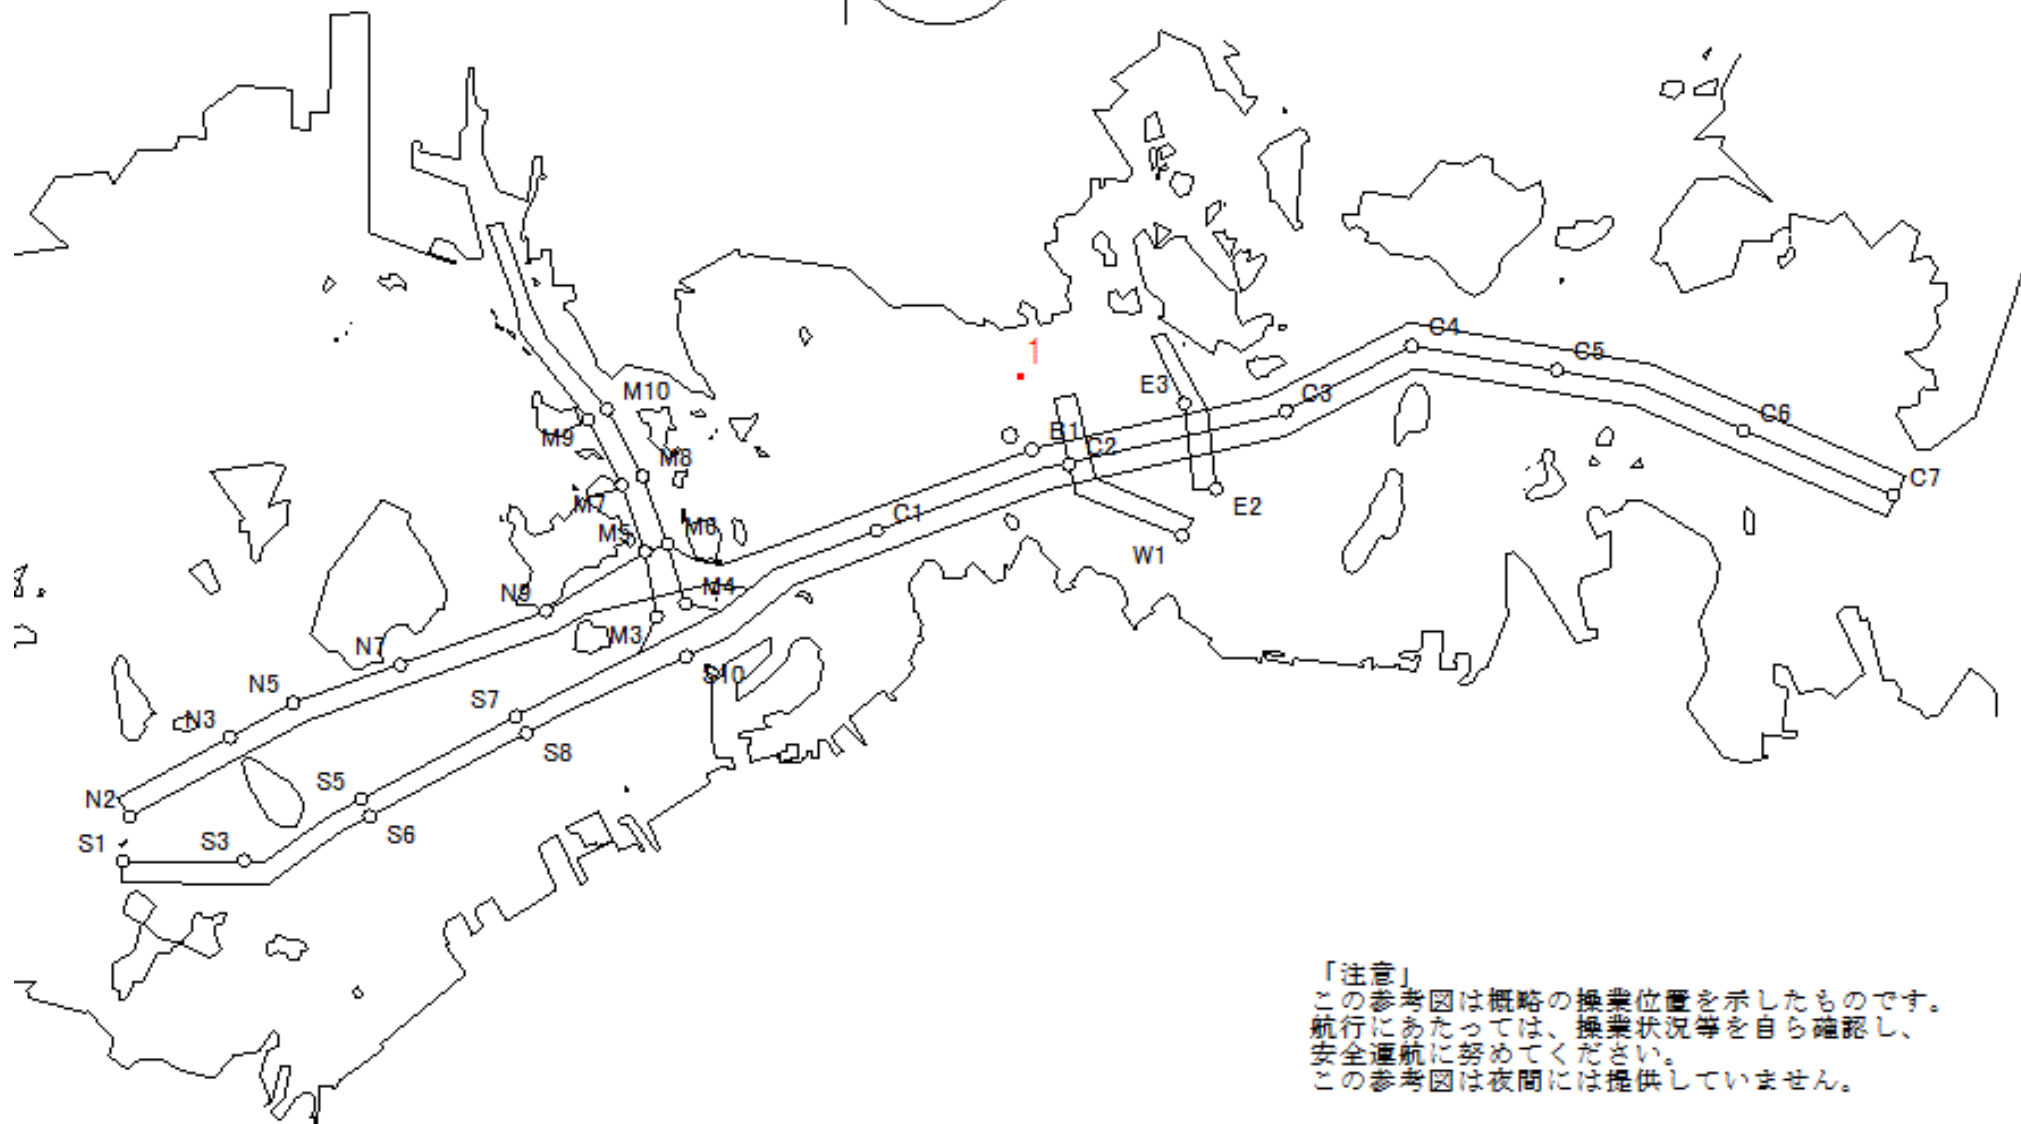 1
C4
C5
E3
M10
C3
C6
M9
B1
C2
M8
C7
M7
E2
C1
M5
M6
W1
N9
M4
M3
N7
S10
N5
S7
N3
S8
S5
N2
S6
S1
S3
「注意」
この参考図は概略の操業位置を示したものです。
航行にあたっては、操業状況等を自ら確認し、
安全運航に努めてください。
この参考図は夜間には提供していません。